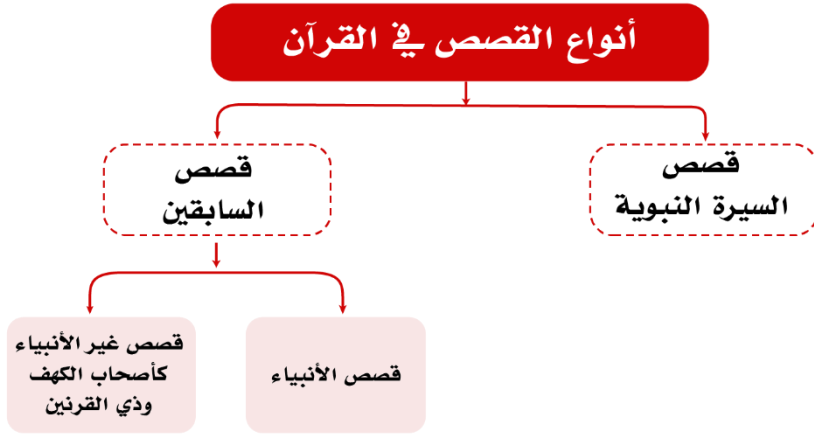 أنواع القصص في القرآن
قصص
السيرة النبوية
قصص
السابقين
قصص الأنبياء
قصص غير الأنبياء
كأصحاب الكهف
وذي القرنين